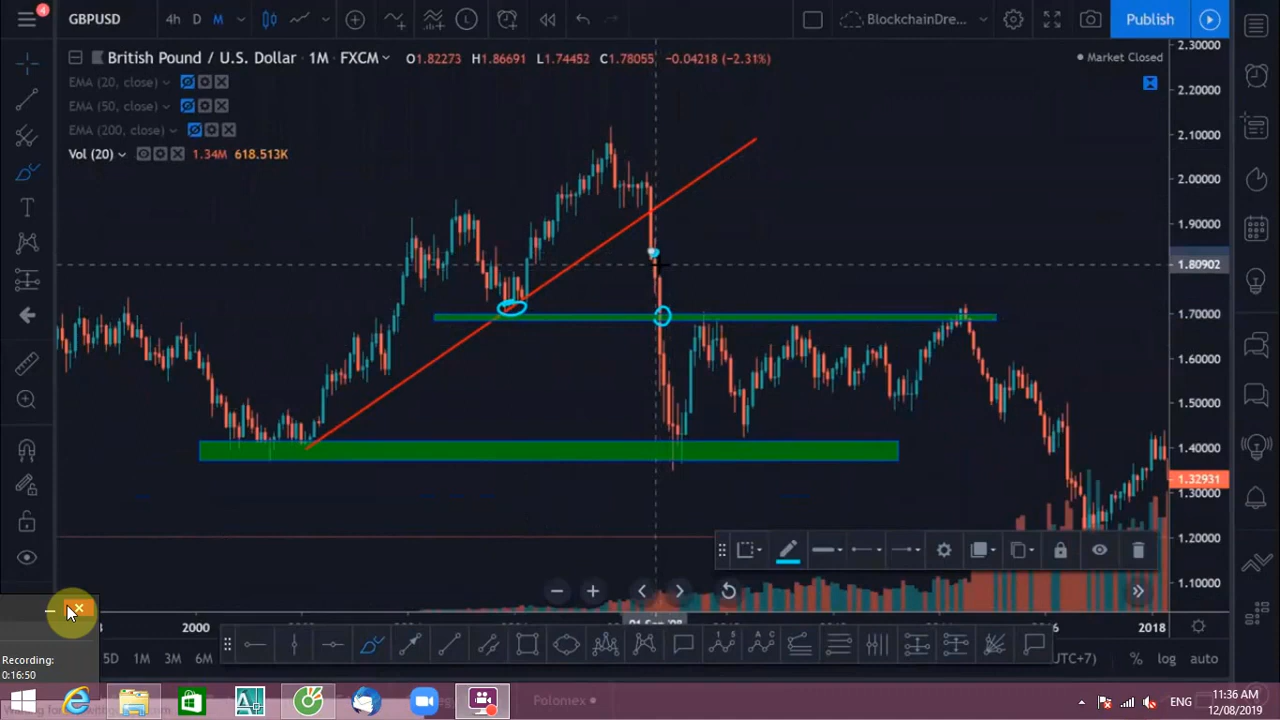 4
GBPUSD
4h D M
BlockchainDre...
Publish
British Pound / U.S. Dollar · 1M · FXCM
O1.82273 H1.86691 L1.74452 C1.78055 −0.04218 (−2.31%)
Market Closed
EMA (20, close)
EMA (50, close)
EMA (200, close)
Vol (20) 1.34M 618.513K
2.30000
2.20000
2.10000
2.00000
1.90000
1.80902
1.70000
1.60000
1.50000
1.40000
1.32931
1.30000
1.20000
1.10000
2000
2018
5D 1M 3M 6M
(UTC+7) % log auto
Recording:
0:16:50
Polomex
ENG
11:36 AM
12/08/2019